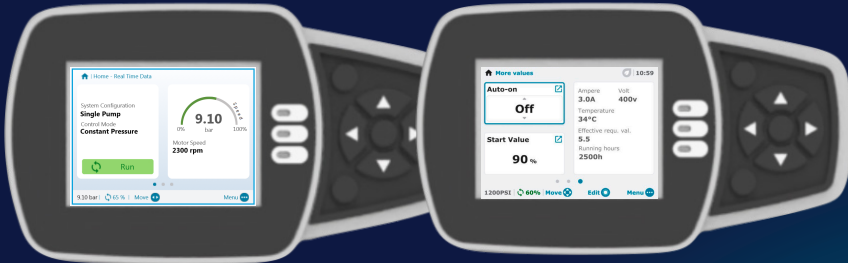 Home - Real Time Data
System Configuration
Single Pump
Control Mode
Constant Pressure
Run
speed
9.10
bar
0%
100%
Motor Speed
2300 rpm
9.10 bar | 65 % | Move
Menu
More values
10:59
Auto-on
Off
Start Value
90 %
Ampere Volt
3.0A 400v
Temperature
34°C
Effective requ. val.
5.5
Running hours
2500h
1200PSI | 60% | Move Edit Menu